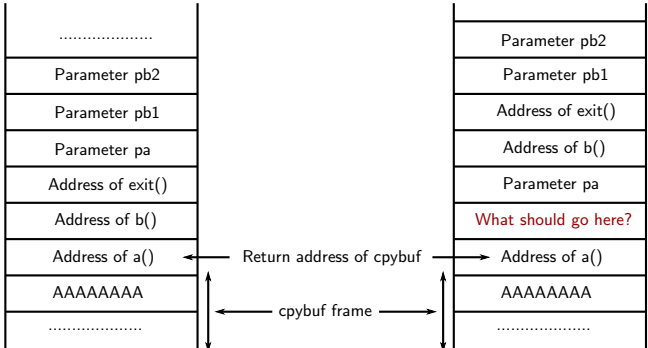 ....................
Parameter pb2
Parameter pb1
Parameter pa
Address of exit()
Address of b()
Address of a()
AAAAAAAA
....................
Return address of cpybuf
cpybuf frame
Parameter pb2
Parameter pb1
Address of exit()
Address of b()
Parameter pa
What should go here?
Address of a()
AAAAAAAA
....................